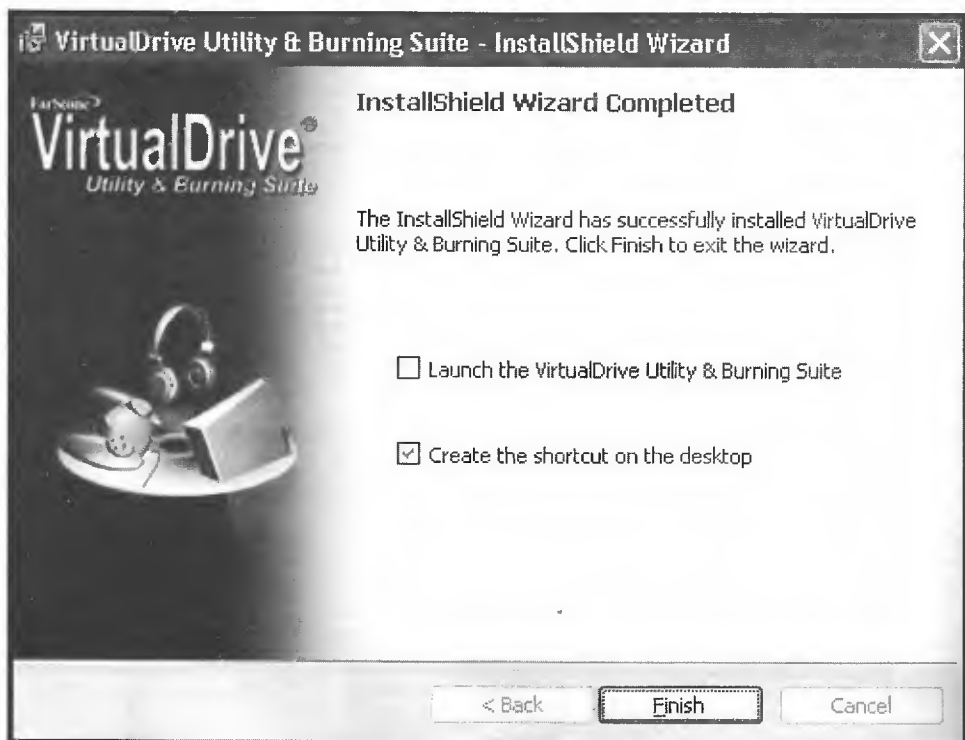 VirtualDrive Utility & Burning Suite - InstallShield Wizard
FarStone
VirtualDrive®
Utility & Burning Suite
InstallShield Wizard Completed
The InstallShield Wizard has successfully installed VirtualDrive
Utility & Burning Suite. Click Finish to exit the wizard.
Launch the VirtualDrive Utility & Burning Suite
Create the shortcut on the desktop
< Back
Finish
Cancel